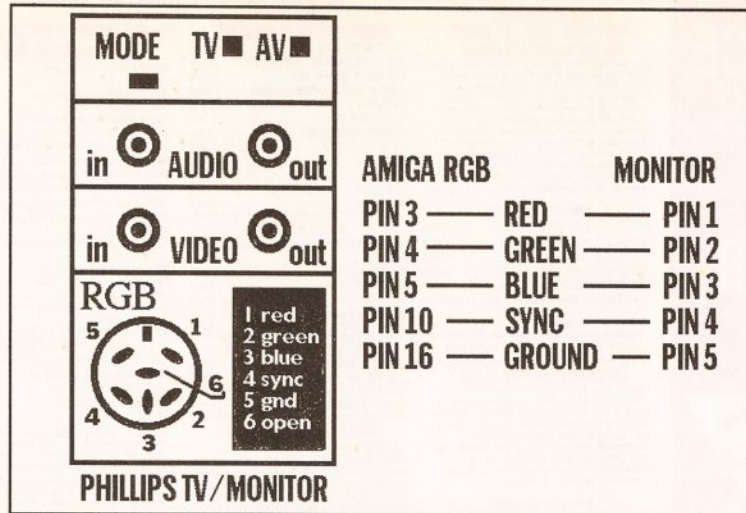 MODE TV AV
in AUDIO out
in VIDEO out
RGB
5 1
6
4 2
3
1 red
2 green
3 blue
4 sync
5 gnd
6 open
PHILLIPS TV/MONITOR
AMIGA RGB MONITOR
PIN 3 — RED — PIN 1
PIN 4 — GREEN — PIN 2
PIN 5 — BLUE — PIN 3
PIN 10 — SYNC — PIN 4
PIN 16 — GROUND — PIN 5